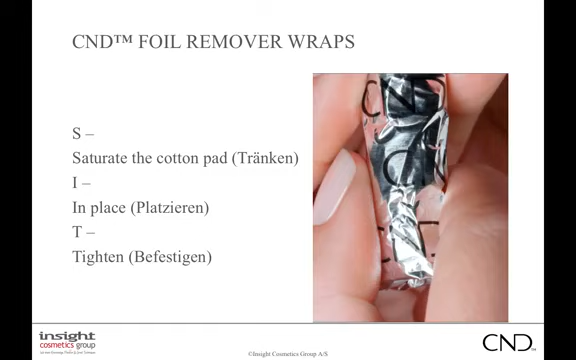 CND™ FOIL REMOVER WRAPS
S –
Saturate the cotton pad (Tränken)
I –
In place (Platzieren)
T –
Tighten (Befestigen)
CND
insight
cosmetics group
©Insight Cosmetics Group A/S
CND™